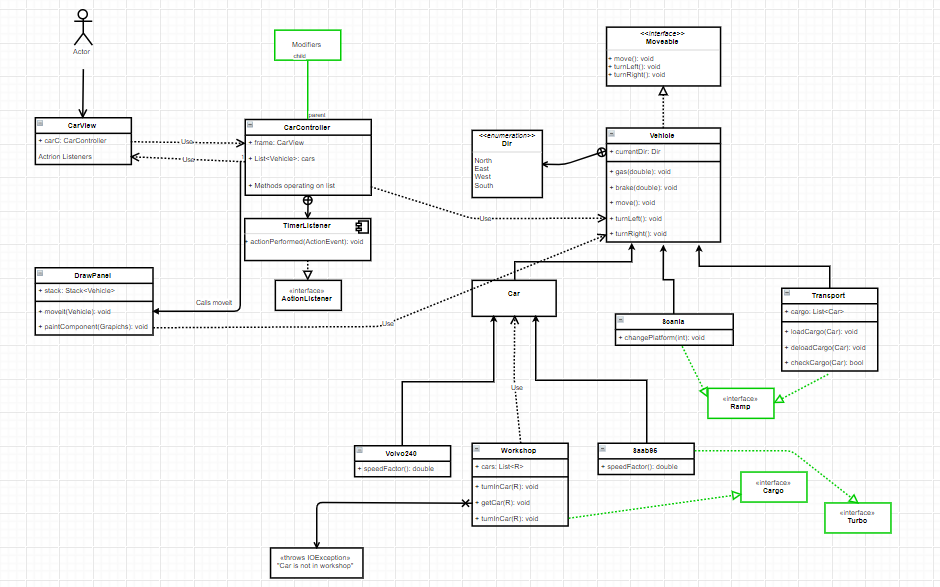 Actor
Modifiers
child
parent
<<interface>>
Moveable
+ move(): void
+ turnLeft(): void
+ turnRight(): void
CarView
+ carC: CarController
Actrion Listeners
Use
Use
CarController
+ frame: CarView
+ List<Vehicle>: cars
+ Methods operating on list
<<enumeration>>
Dir
North
East
West
South
Vehicle
+ currentDir: Dir
+ gas(double): void
+ brake(double): void
+ move(): void
+ turnLeft(): void
+ turnRight(): void
Use
TimerListener
+ actionPerformed(ActionEvent): void
«interface»
ActionListener
DrawPanel
+ stack: Stack<Vehicle>
+ moveit(Vehicle): void
+ paintComponent(Grapichs): void
Calls moveit
Use
Car
Scania
+ changePlatform(int): void
Transport
+ cargo: List<Car>
+ loadCargo(Car): void
+ deloadCargo(Car): void
+ checkCargo(Car): bool
«interface»
Ramp
Use
Volvo240
+ speedFactor(): double
Workshop
+ cars: List<R>
+ turnInCar(R): void
+ getCar(R): void
+ turnInCar(R): void
Saab95
+ speedFactor(): double
«interface»
Cargo
«interface»
Turbo
«throws IOException»
"Car is not in workshop"